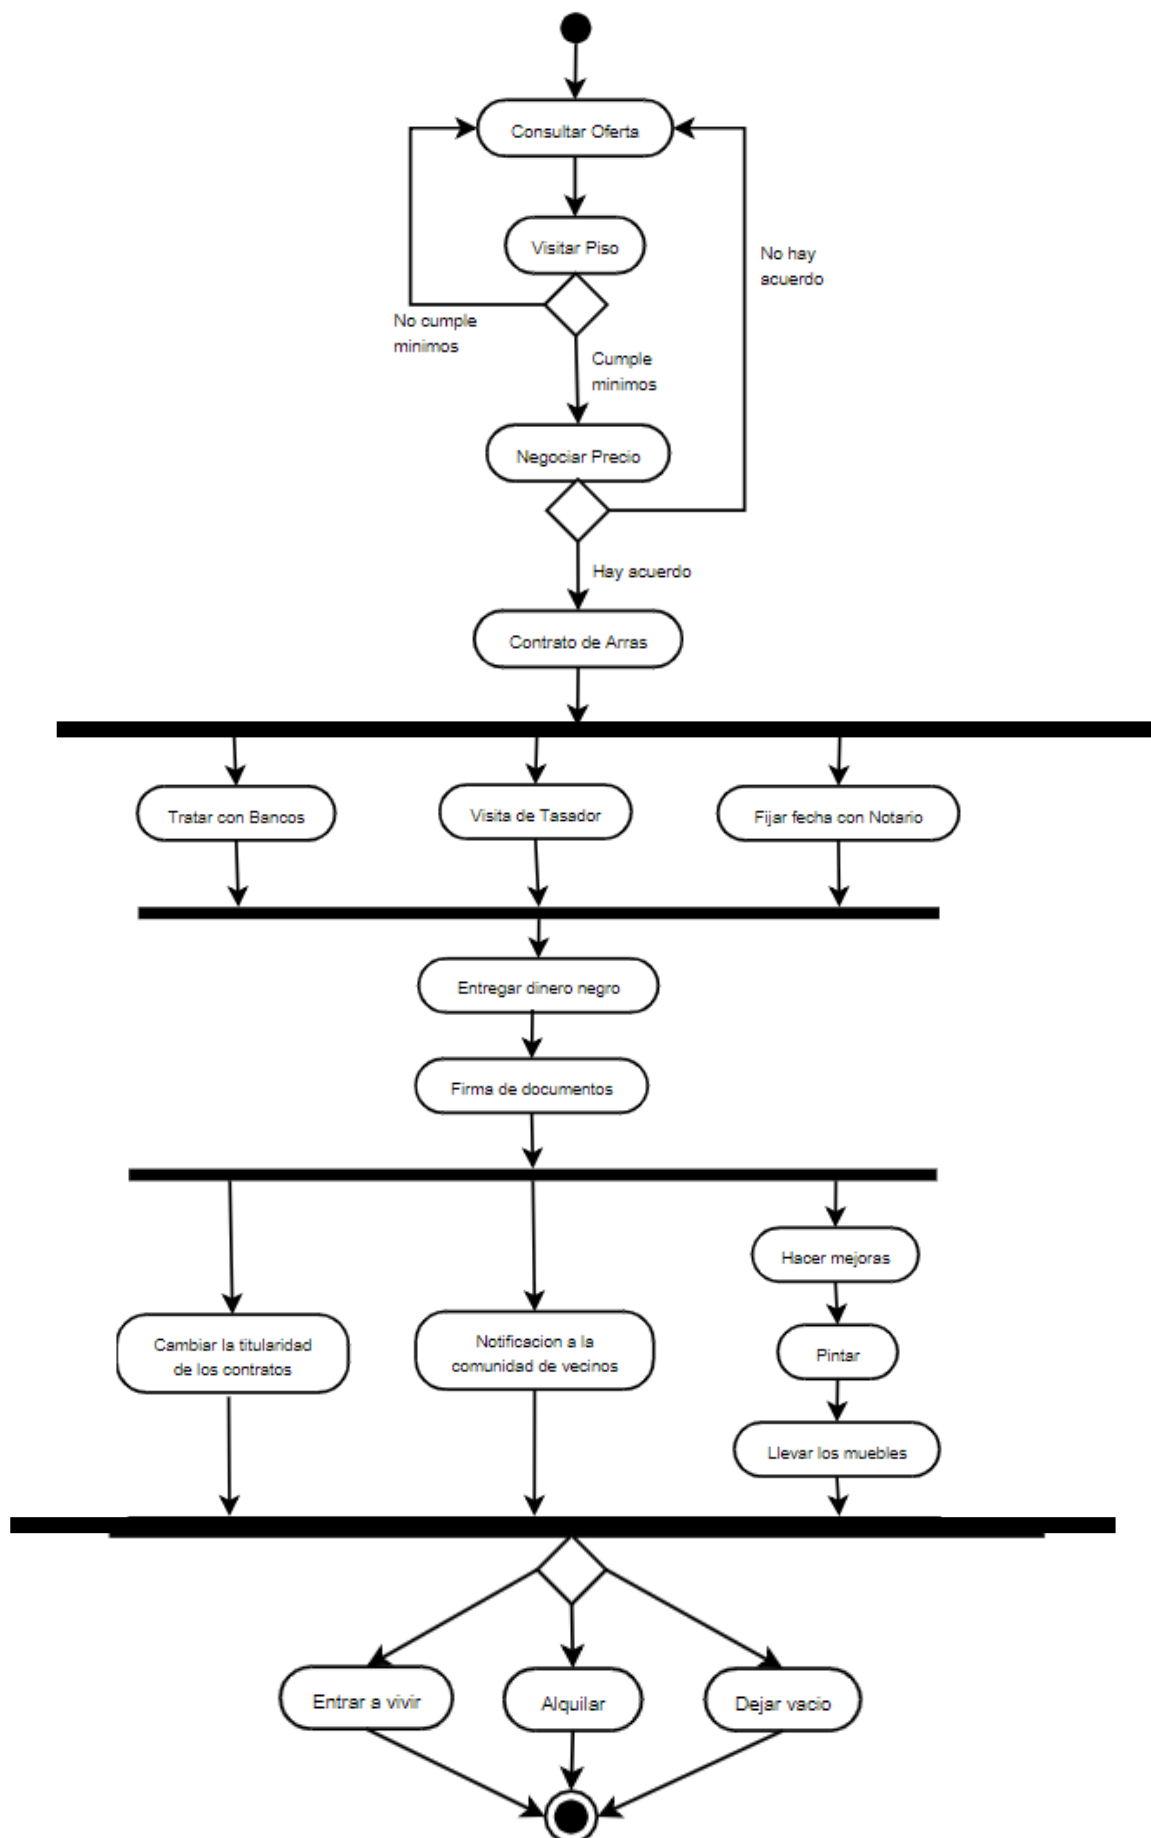 Consultar Oferta
Visitar Piso
No hay
acuerdo
No cumple
minimos
Cumple
minimos
Negociar Precio
Hay acuerdo
Contrato de Arras
Tratar con Bancos
Visita de Tasador
Fijar fecha con Notario
Entregar dinero negro
Firma de documentos
Hacer mejoras
Cambiar la titularidad
de los contratos
Notificacion a la
comunidad de vecinos
Pintar
Llevar los muebles
Entrar a vivir
Alquilar
Dejar vacio